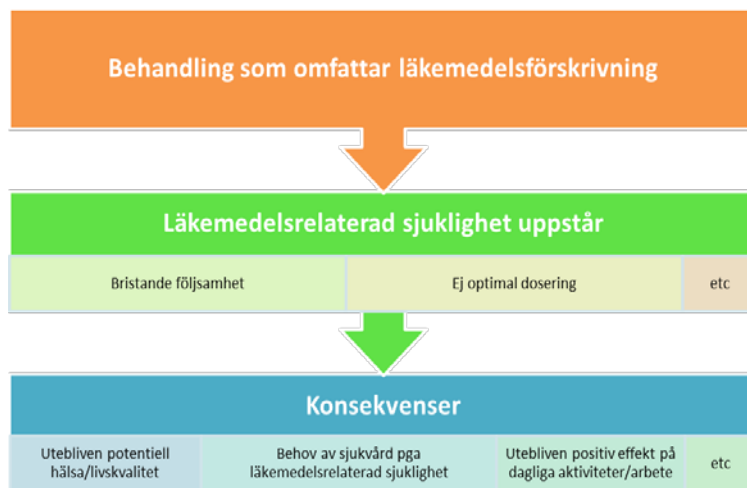 Behandling som omfattar läkemedelsförskrivning
Läkemedelsrelaterad sjuklighet uppstår
Bristande följsamhet
Ej optimal dosering
etc
Konsekvenser
Utebliven potentiell
hälsa/livskvalitet
Behov av sjukvård pga
läkemedelsrelaterad sjuklighet
Utebliven positiv effekt på
dagliga aktiviteter/arbete
etc